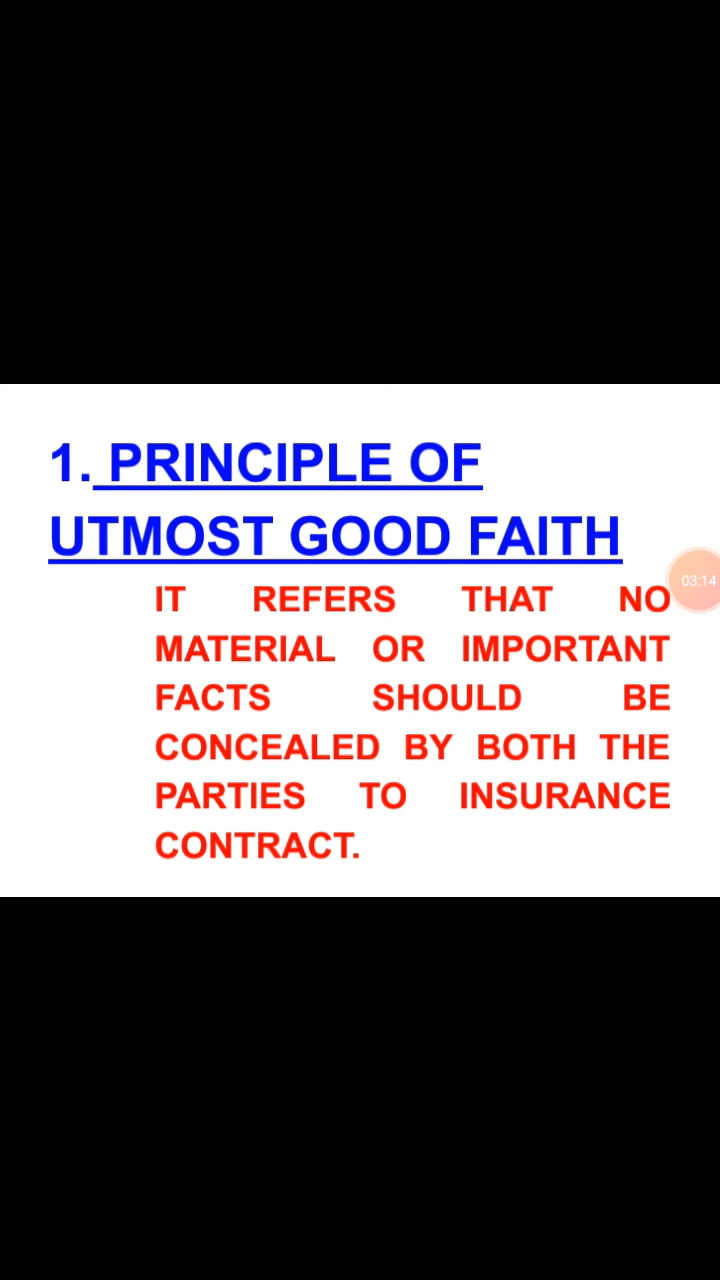 1. PRINCIPLE OF
UTMOST GOOD FAITH
IT REFERS THAT NO
03:14
MATERIAL OR IMPORTANT
FACTS SHOULD BE
CONCEALED BY BOTH THE
PARTIES TO INSURANCE
CONTRACT.